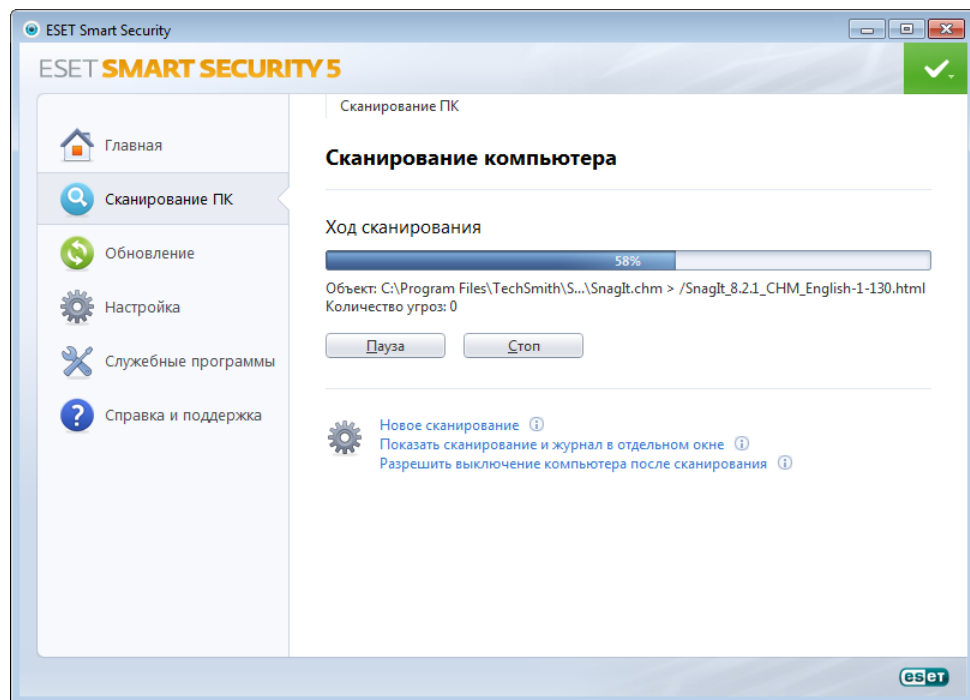 ESET Smart Security
ESET SMART SECURITY 5
Сканирование ПК
Главная
Сканирование ПК
Обновление
Настройка
Служебные программы
Справка и поддержка
Сканирование компьютера
Ход сканирования
58%
Объект: C:\Program Files\TechSmith\S...\SnagIt.chm > /SnagIt_8.2.1_CHM_English-1-130.html
Количество угроз: 0
Пауза
Стоп
Новое сканирование
Показать сканирование и журнал в отдельном окне
Разрешить выключение компьютера после сканирования
eset